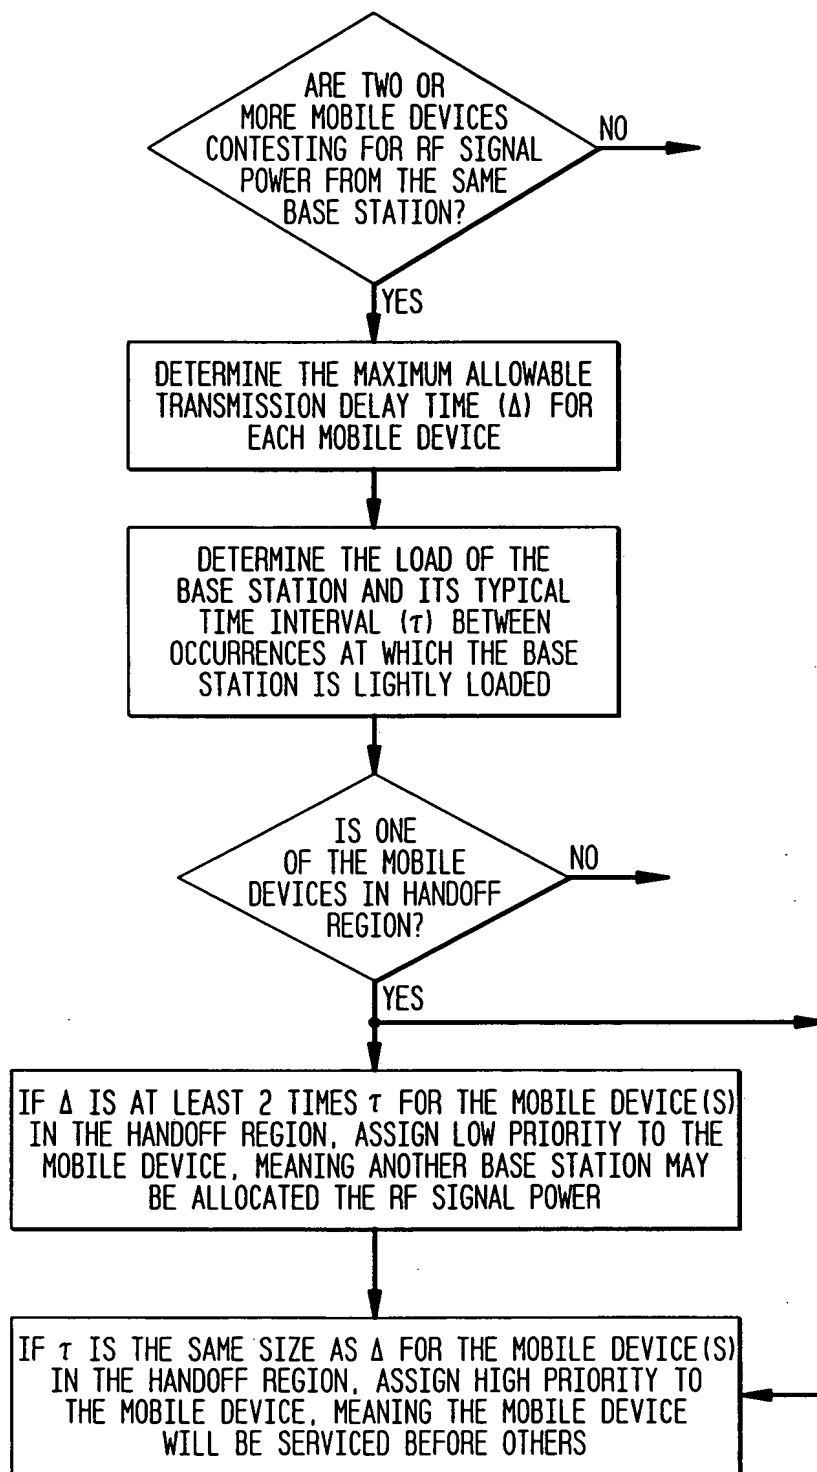 ARE TWO OR
MORE MOBILE DEVICES
CONTESTING FOR RF SIGNAL
POWER FROM THE SAME
BASE STATION?
NO
YES
DETERMINE THE MAXIMUM ALLOWABLE
TRANSMISSION DELAY TIME (Δ) FOR
EACH MOBILE DEVICE
DETERMINE THE LOAD OF THE
BASE STATION AND ITS TYPICAL
TIME INTERVAL (τ) BETWEEN
OCCURRENCES AT WHICH THE BASE
STATION IS LIGHTLY LOADED
IS ONE
OF THE MOBILE
DEVICES IN HANDOFF
REGION?
NO
YES
IF Δ IS AT LEAST 2 TIMES τ FOR THE MOBILE DEVICE(S)
IN THE HANDOFF REGION, ASSIGN LOW PRIORITY TO THE
MOBILE DEVICE, MEANING ANOTHER BASE STATION MAY
BE ALLOCATED THE RF SIGNAL POWER
IF τ IS THE SAME SIZE AS Δ FOR THE MOBILE DEVICE(S)
IN THE HANDOFF REGION, ASSIGN HIGH PRIORITY TO
THE MOBILE DEVICE, MEANING THE MOBILE DEVICE
WILL BE SERVICED BEFORE OTHERS